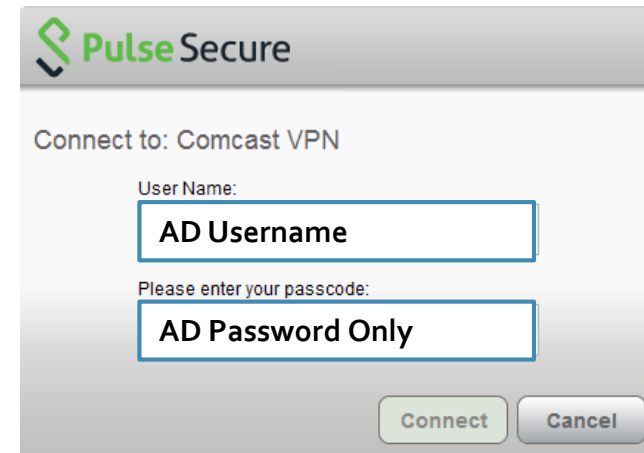 Pulse Secure
Connect to: Comcast VPN
User Name:
AD Username
Please enter your passcode:
AD Password Only
Connect Cancel